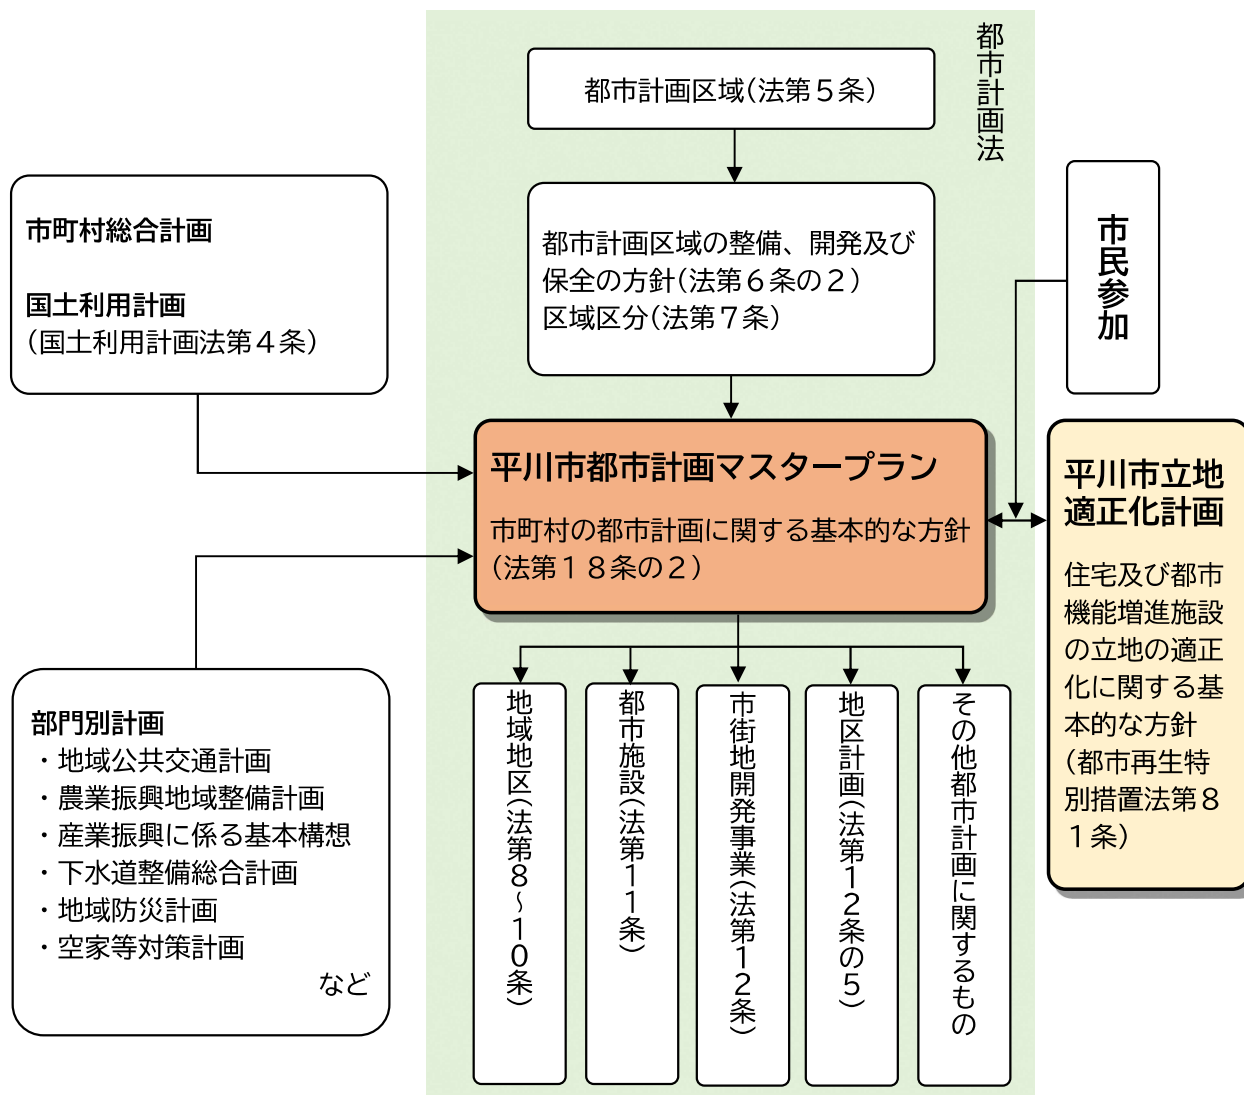 都市計画法
都市計画区域（法第５条）
都市計画区域の整備、開発及び
保全の方針（法第６条の２）
区域区分（法第７条）
市町村総合計画
国土利用計画
（国土利用計画法第４条）
市民参加
平川市都市計画マスタープラン
市町村の都市計画に関する基本的な方針
（法第１８条の２）
平川市立地
適正化計画
住宅及び都市
機能増進施設
の立地の適正
化に関する基
本的な方針
（都市再生特
別措置法第８
１条）
部門別計画
・地域公共交通計画
・農業振興地域整備計画
・産業振興に係る基本構想
・下水道整備総合計画
・地域防災計画
・空家等対策計画
など
地域地区（法第８～１０条）
都市施設（法第１１条）
市街地開発事業（法第１２条）
地区計画（法第１２条の５）
その他都市計画に関するもの